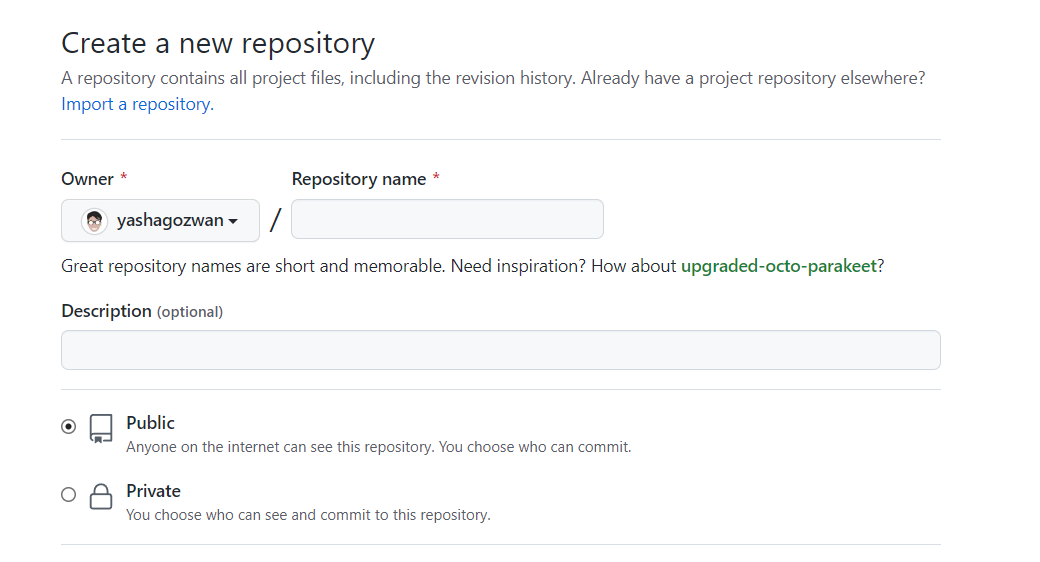 Create a new repository
A repository contains all project files, including the revision history. Already have a project repository elsewhere?
Import a repository.
Owner *
Repository name *
yashagozwan
/
Great repository names are short and memorable. Need inspiration? How about upgraded-octo-parakeet?
Description (optional)
Public
Anyone on the internet can see this repository. You choose who can commit.
Private
You choose who can see and commit to this repository.